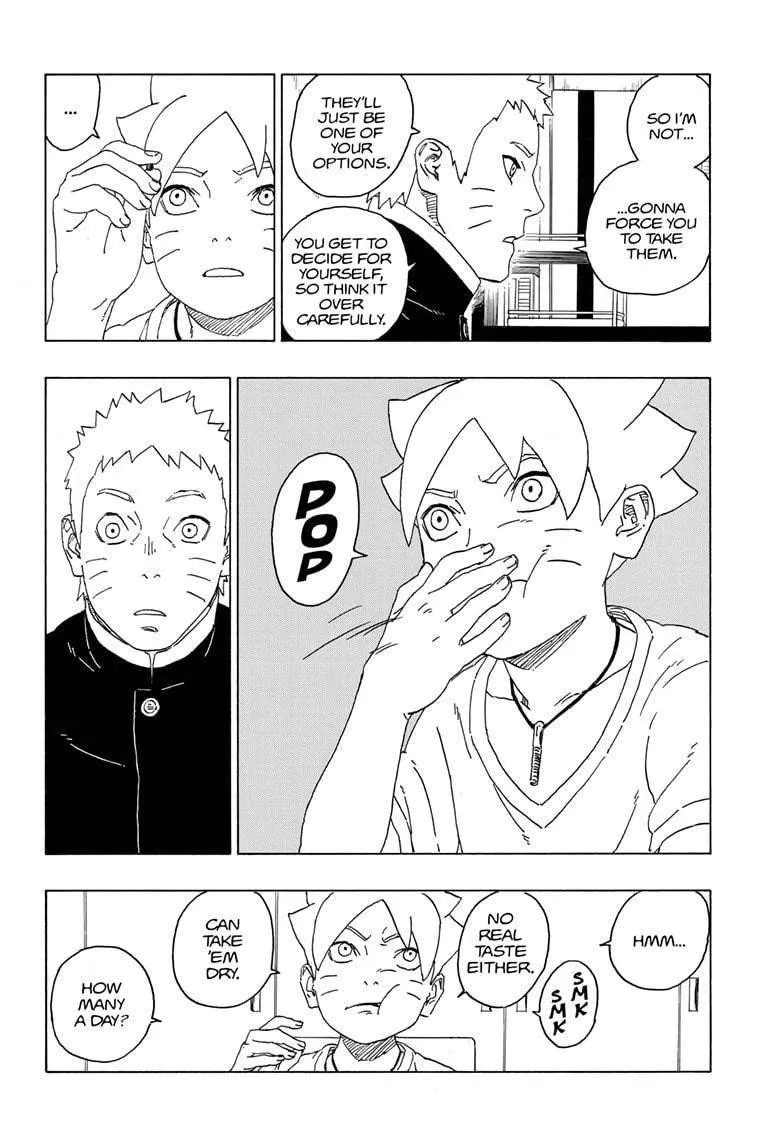 SO I'M
NOT...
...GONNA
FORCE YOU
TO TAKE
THEM.
THEY'LL
JUST BE
ONE OF
YOUR
OPTIONS.
YOU GET TO
DECIDE FOR
YOURSELF,
SO THINK IT
OVER
CAREFULLY.
...
POP
HMM...
SMK
SMK
NO
REAL
TASTE
EITHER.
CAN
TAKE
'EM
DRY.
HOW
MANY
A DAY?